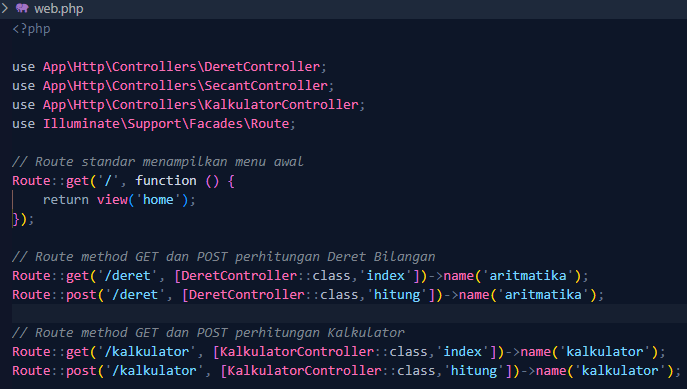 web.php
<?php
use App\Http\Controllers\DeretController;
use App\Http\Controllers\SecantController;
use App\Http\Controllers\KalkulatorController;
use Illuminate\Support\Facades\Route;
// Route standar menampilkan menu awal
Route::get('/', function () {
    return view('home');
});
// Route method GET dan POST perhitungan Deret Bilangan
Route::get('/deret', [DeretController::class,'index'])->name('aritmatika');
Route::post('/deret', [DeretController::class,'hitung'])->name('aritmatika');
// Route method GET dan POST perhitungan Kalkulator
Route::get('/kalkulator', [KalkulatorController::class,'index'])->name('kalkulator');
Route::post('/kalkulator', [KalkulatorController::class,'hitung'])->name('kalkulator');